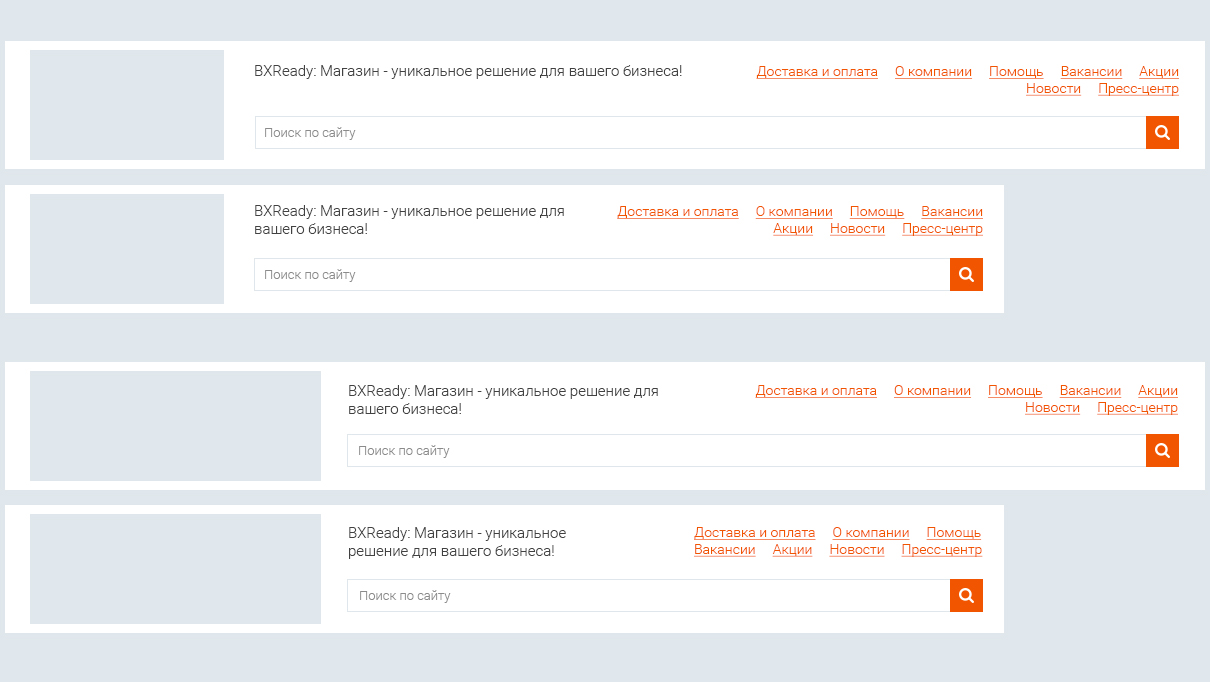 BXReady: Магазин - уникальное решение для вашего бизнеса!
Доставка и оплата О компании Помощь Вакансии Акции
Новости Пресс-центр
Поиск по сайту
BXReady: Магазин - уникальное решение для
вашего бизнеса!
Доставка и оплата О компании Помощь Вакансии
Акции Новости Пресс-центр
Поиск по сайту
BXReady: Магазин - уникальное решение для
вашего бизнеса!
Доставка и оплата О компании Помощь Вакансии Акции
Новости Пресс-центр
Поиск по сайту
BXReady: Магазин - уникальное
решение для вашего бизнеса!
Доставка и оплата О компании Помощь
Вакансии Акции Новости Пресс-центр
Поиск по сайту